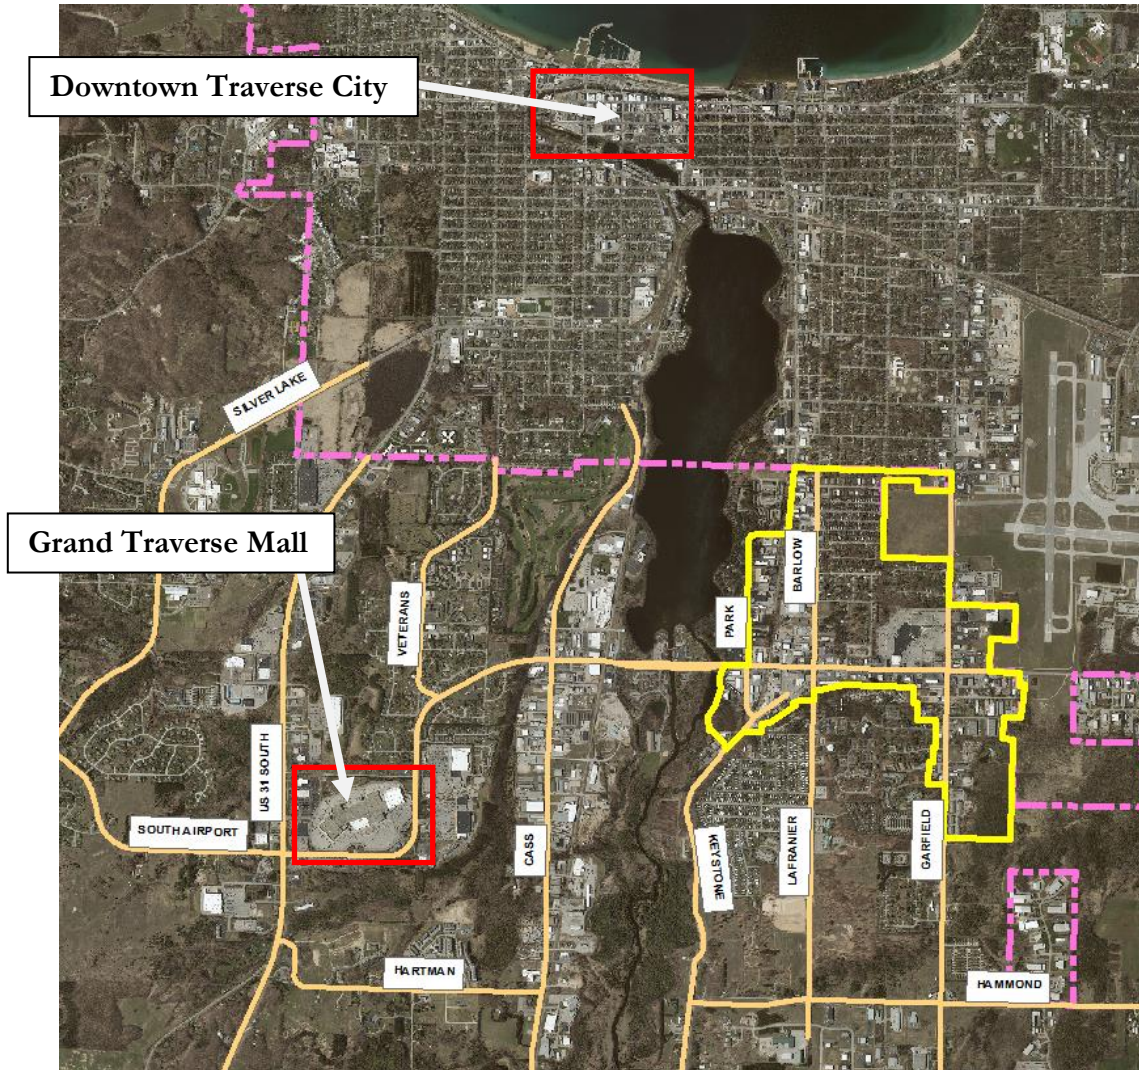 Downtown Traverse City
SILVER LAKE
Grand Traverse Mall
BARLOW
VETERANS
PARK
US 31 SOUTH
SOUTH AIRPORT
CASS
KEYSTONE
LAFRANIER
GARFIELD
HARTMAN
HAMMOND